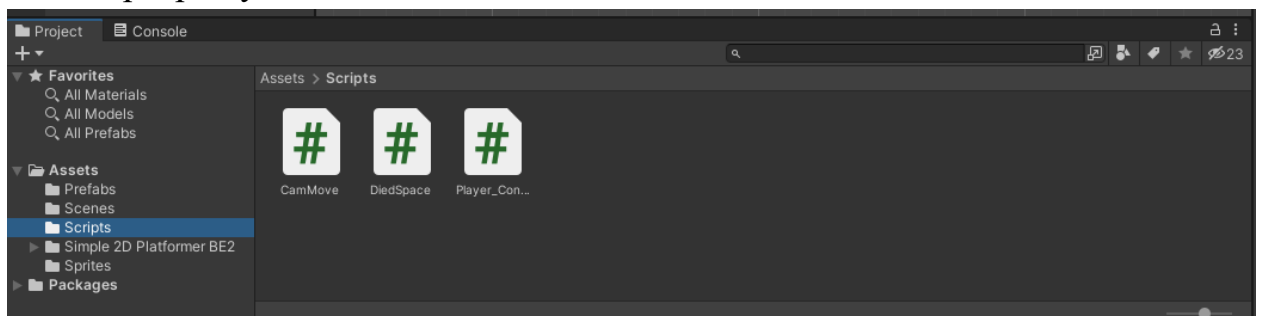 Project
Console
23
Favorites
All Materials
All Models
All Prefabs
Assets
Prefabs
Scenes
Scripts
Simple 2D Platformer BE2
Sprites
Packages
Assets > Scripts
CamMove
DiedSpace
Player_Con...